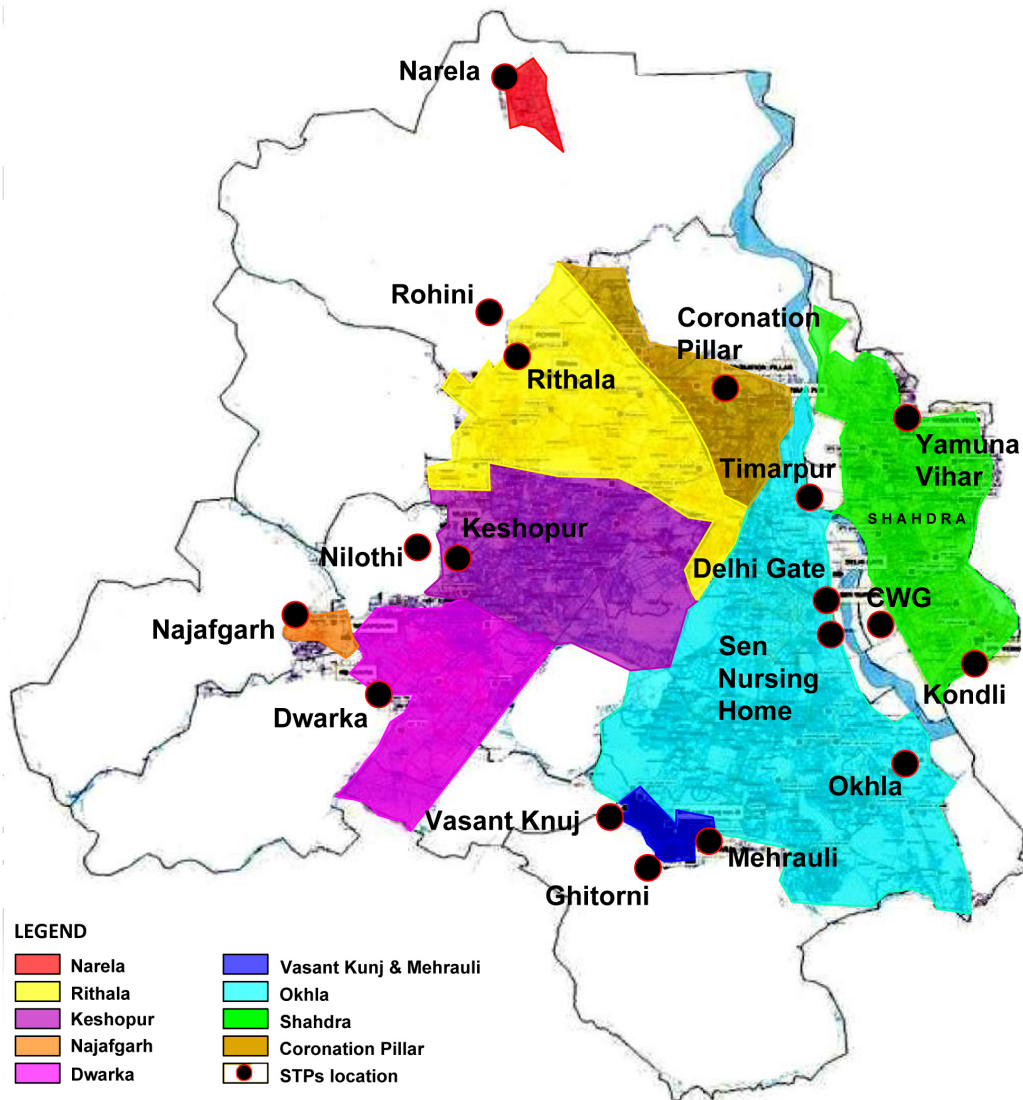 Narela
Rohini
Coronation
Pillar
Rithala
Yamuna
Vihar
Timarpur
SHAHDRA
Keshopur
Nilothi
Delhi Gate
CWG
Najafgarh
Sen
Nursing
Home
Kondli
Dwarka
Okhla
Vasant Knuj
Mehrauli
Ghitorni
LEGEND
Narela
Rithala
Keshopur
Najafgarh
Dwarka
Vasant Kunj & Mehrauli
Okhla
Shahdra
Coronation Pillar
STPs location